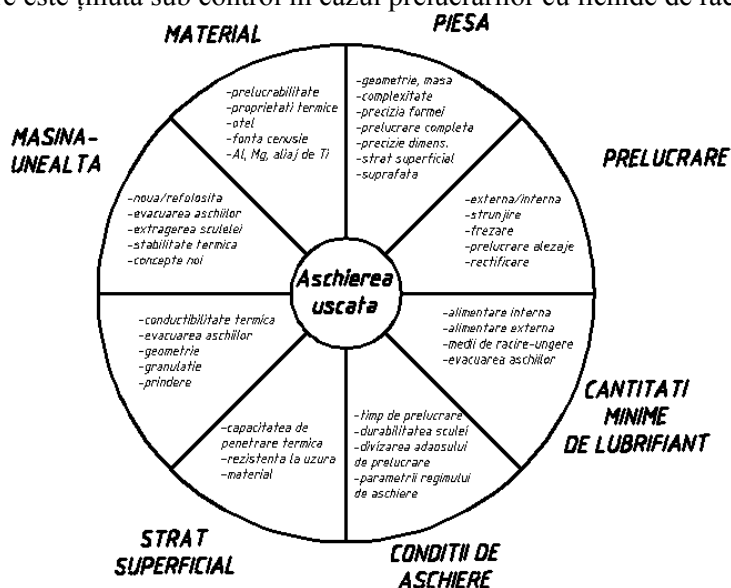 e este ținută sub control în cazul prelucrărilor cu lichide de
MATERIAL
-prelucrabilitate
-proprietati termice
-otel
-fonta cenusie
-Al, Mg, aliaj de Ti
PIESA
-geometrie, masa
-complexitate
-precizia formei
-prelucrare completa
-precizie dimens.
-strat superficial
-suprafata
PRELUCRARE
-externa/interna
-strunjire
-frezare
-prelucrare alezaje
-rectificare
MASINA-
UNEALTA
-noua/refolosita
-evacuarea aschiilor
-extragerea sculelei
-stabilitate termica
-concepte noi
Aschierea
uscata
-conductibilitate termica
-evacuarea aschiilor
-geometrie
-granulatie
-prindere
-alimentare interna
-alimentare externa
-medii de racire-ungere
-evacuarea aschiilor
CANTITATI
MINIME
DE LUBRIFIANT
-capacitatea de
penetrare termica
-rezistenta la uzura
-material
STRAT
SUPERFICIAL
-timp de prelucrare
-durabilitatea sculei
-divizarea adaosului
de prelucrare
-parametrii regimului
de aschiere
CONDITII DE
ASCHIERE